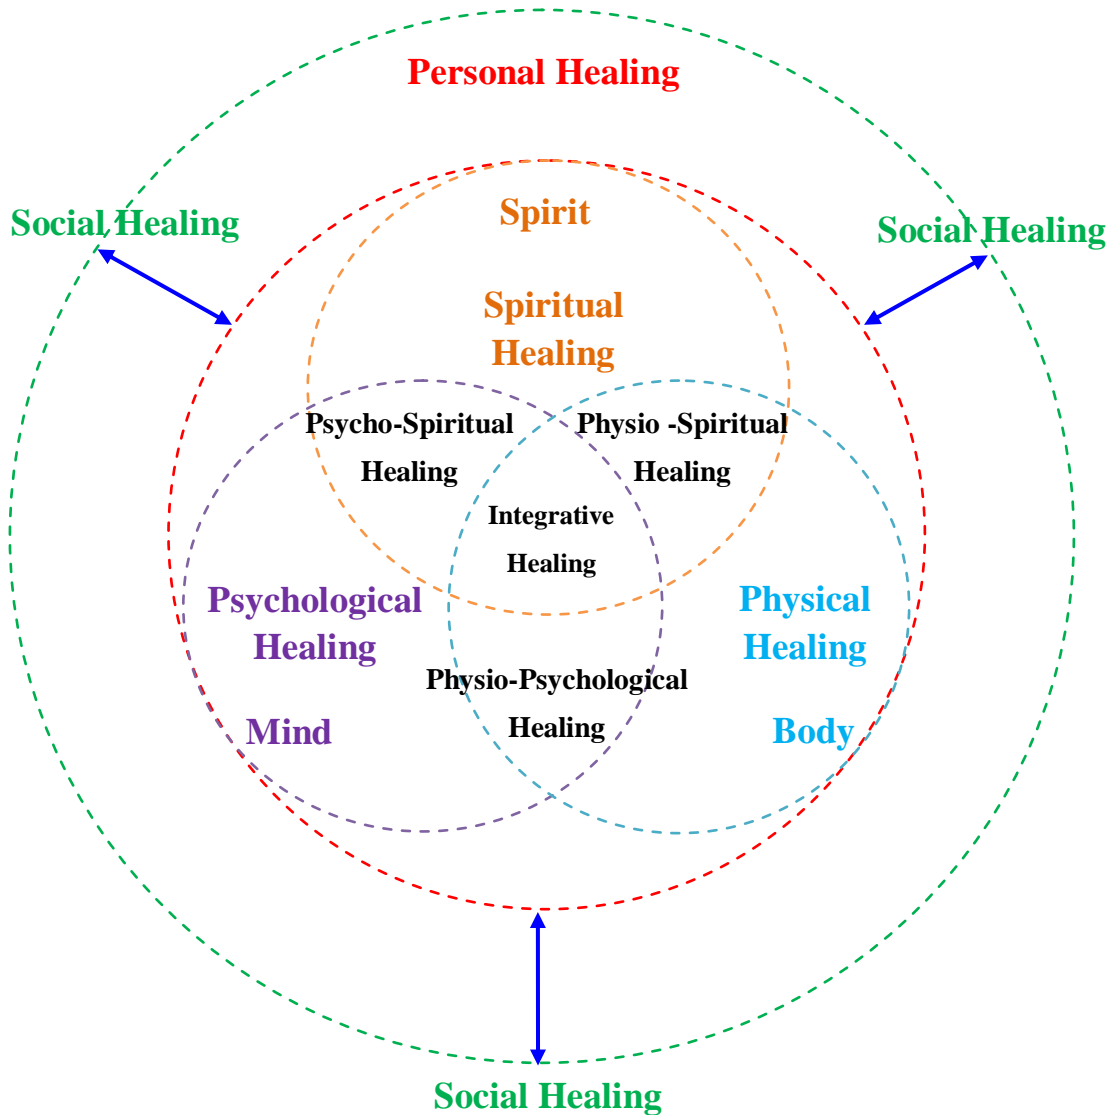 Personal Healing
Social Healing
Social Healing
Spirit
Spiritual
Healing
Psycho-Spiritual
Healing
Physio -Spiritual
Healing
Integrative
Healing
Psychological
Healing
Physical
Healing
Physio-Psychological
Healing
Mind
Body
Social Healing